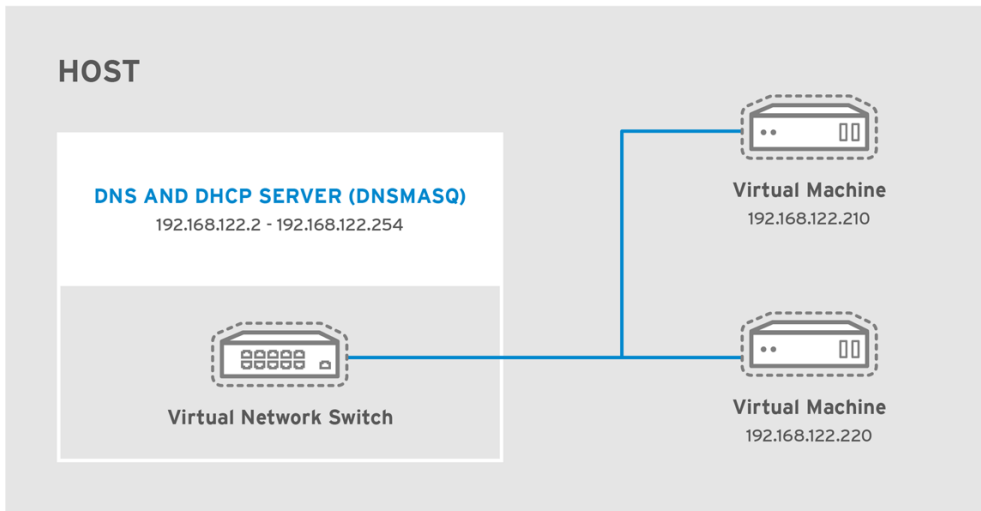 HOST
DNS AND DHCP SERVER (DNSMASQ)
192.168.122.2 - 192.168.122.254
Virtual Network Switch
Virtual Machine
192.168.122.210
Virtual Machine
192.168.122.220